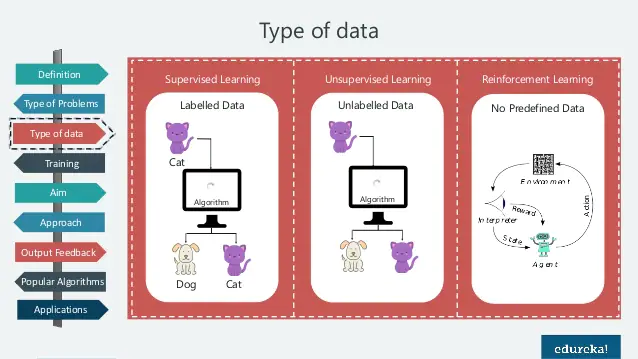 Type of data
Definition
Type of Problems
Type of data
Training
Aim
Approach
Output Feedback
Popular Algorithms
Applications
Supervised Learning
Labelled Data
Cat
Algorithm
Dog
Cat
Unsupervised Learning
Unlabelled Data
Algorithm
Reinforcement Learning
No Predefined Data
Environment
Reward
Action
Interpreter
State
Agent
edureka!